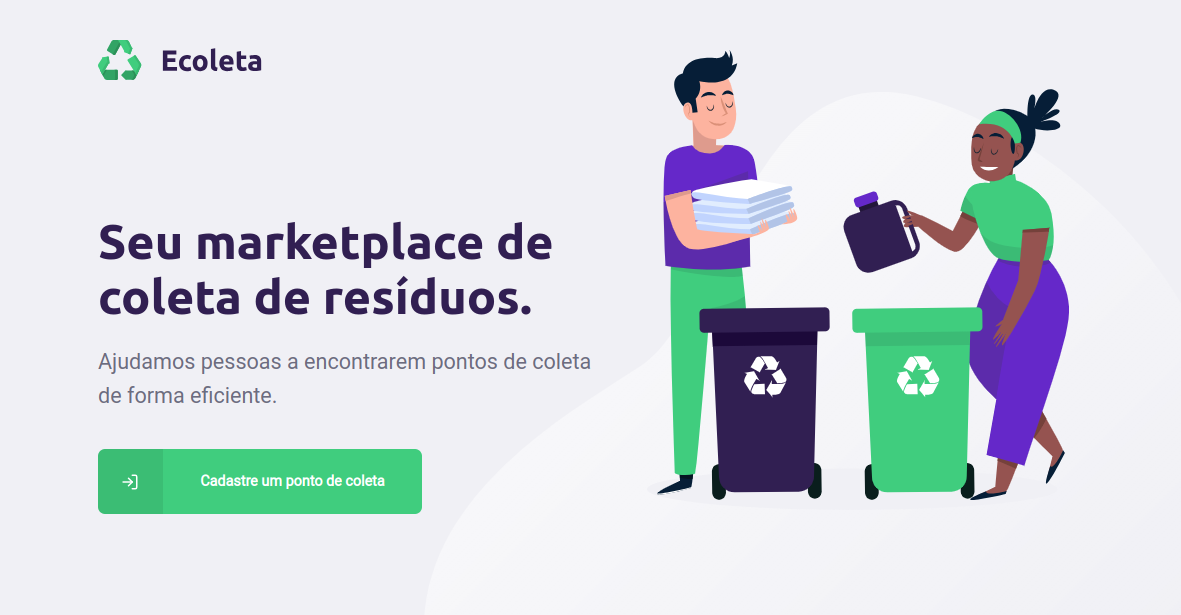 Ecoleta
Seu marketplace de
coleta de resíduos.
Ajudamos pessoas a encontrarem pontos de coleta
de forma eficiente.
Cadastre um ponto de coleta